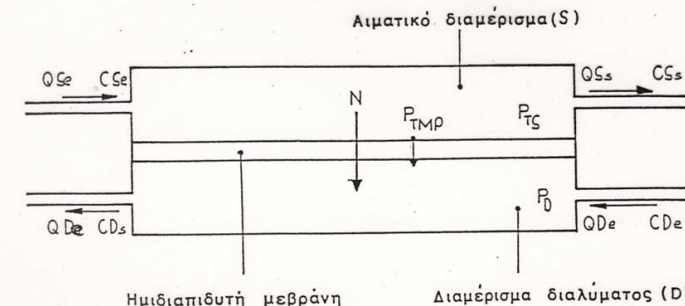 Αιματικό διαμέρισμα(S)
QSe CSe
QSs CSs
N
PTMP
PTS
PD
QDe CDs
QDe CDe
Ημιδιαπιδυτή μεβράνη
Διαμέρισμα διαλύματος (D